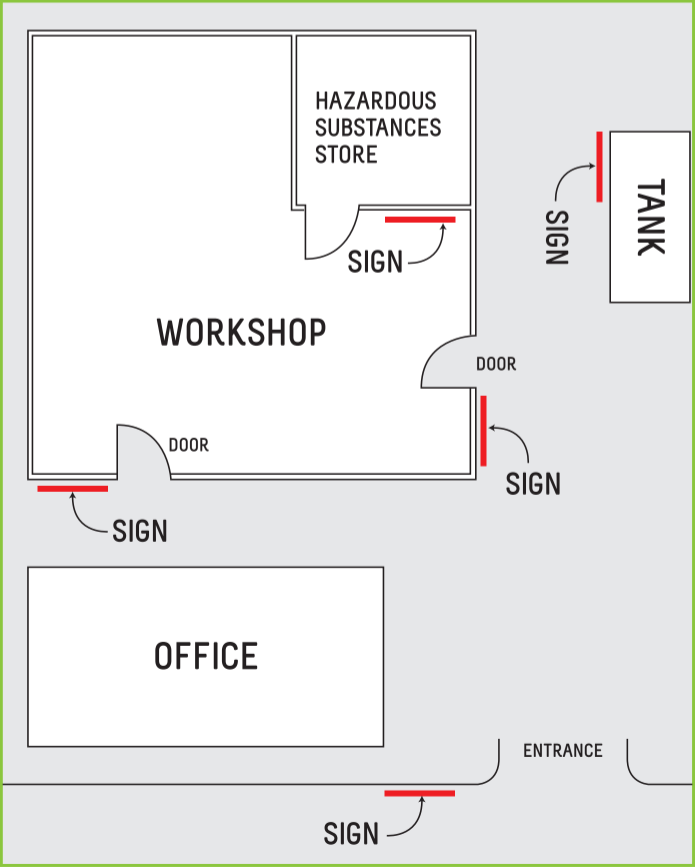 HAZARDOUS
SUBSTANCES
STORE
TANK
SIGN
SIGN
WORKSHOP
DOOR
DOOR
SIGN
SIGN
OFFICE
ENTRANCE
SIGN